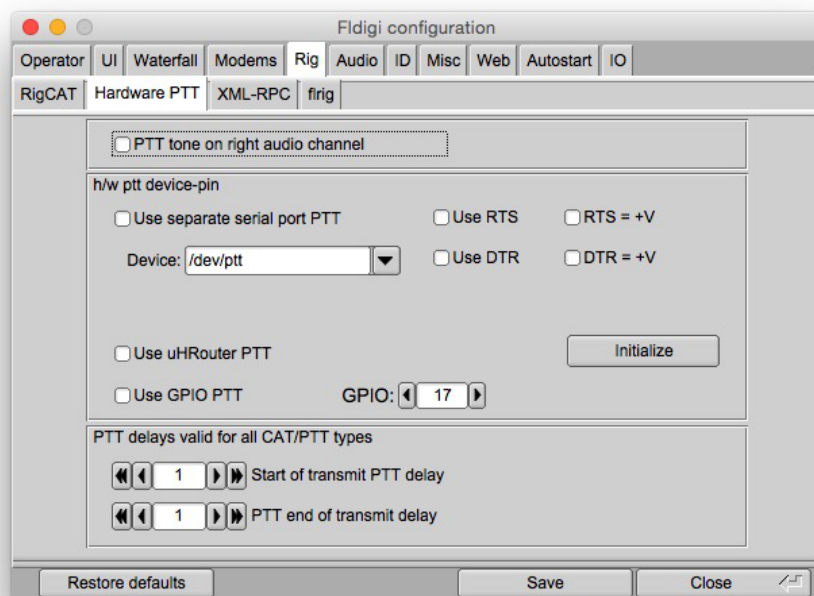 Fldigi configuration
Operator UI Waterfall Modems Rig Audio ID Misc Web Autostart IO
RigCAT Hardware PTT XML-RPC flrig
PTT tone on right audio channel
h/w ptt device-pin
Use separate serial port PTT Use RTS RTS = +V
Device: /dev/ptt Use DTR DTR = +V
Use uHRouter PTT Initialize
Use GPIO PTT GPIO: 17
PTT delays valid for all CAT/PTT types
1 Start of transmit PTT delay
1 PTT end of transmit delay
Restore defaults Save Close